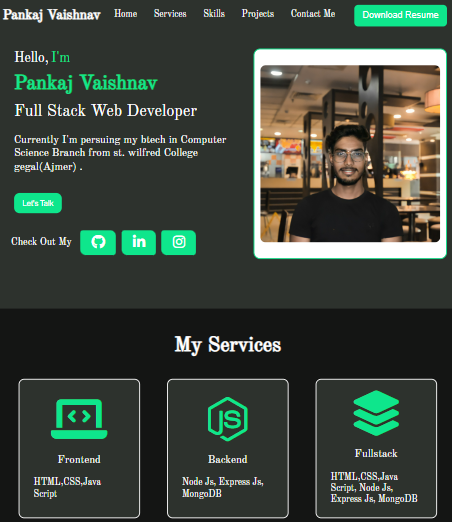 Pankaj Vaishnav Home Services Skills Projects Contact Me Download Resume
Hello, I'm
Pankaj Vaishnav
Full Stack Web Developer
Currently I'm persuing my btech in Computer
Science Branch from st. wilfred College
gegal(Ajmer) .
Let's Talk
Check Out My
in
My Services
Frontend
HTML,CSS,Java
Script
JS
Backend
Node Js, Express Js,
MongoDB
Fullstack
HTML,CSS,Java
Script, Node Js,
Express Js, MongoDB